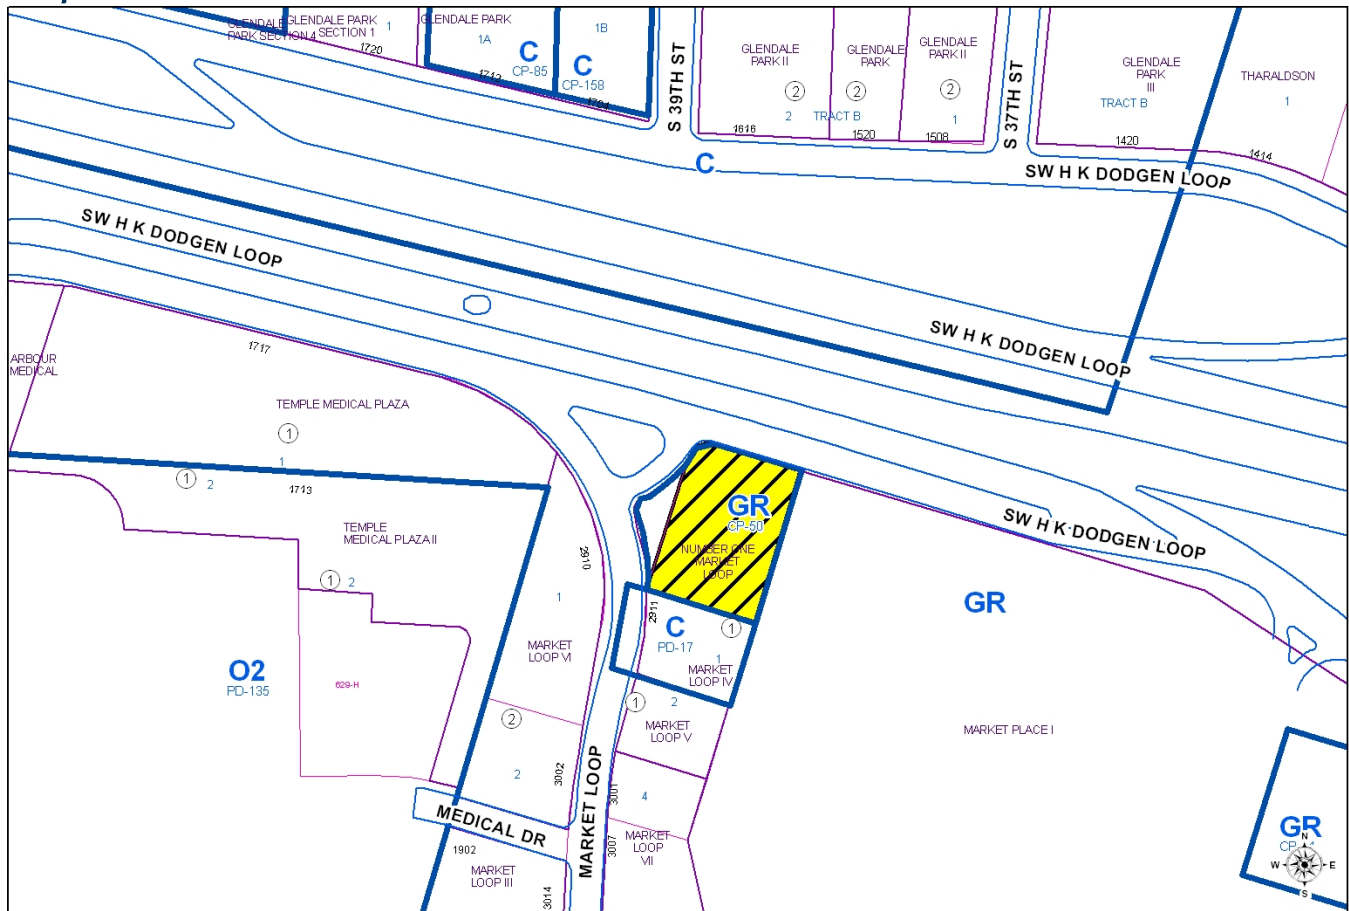 GLENDALE
PARK SECTION 4
GLENDALE PARK
SECTION 1
1
1720
GLENDALE PARK
1A
C
CP-85
1712
1B
C
CP-158
1704
S 39TH ST
GLENDALE
PARK II
2
2
1616
GLENDALE
PARK
2
TRACT B
1520
GLENDALE
PARK II
2
1
1508
S 37TH ST
GLENDALE
PARK
III
TRACT B
1420
THARALDSON
1
1414
C
SW H K DODGEN LOOP
SW H K DODGEN LOOP
SW H K DODGEN LOOP
SW H K DODGEN LOOP
ARBOUR
MEDICAL
1717
TEMPLE MEDICAL PLAZA
1
1
1
2
1713
TEMPLE
MEDICAL PLAZA II
1
2
O2
PD-135
629-H
2910
1
MARKET
LOOP VI
2
2
3002
MEDICAL DR
1902
MARKET
LOOP III
3014
MARKET LOOP
GR
CP-50
NUMBER ONE
MARKET
LOOP
2911
C
PD-17
1
1
MARKET
LOOP IV
1
2
MARKET
LOOP V
3001
4
3007
MARKET
LOOP
VII
GR
MARKET PLACE I
GR
N
W
E
S